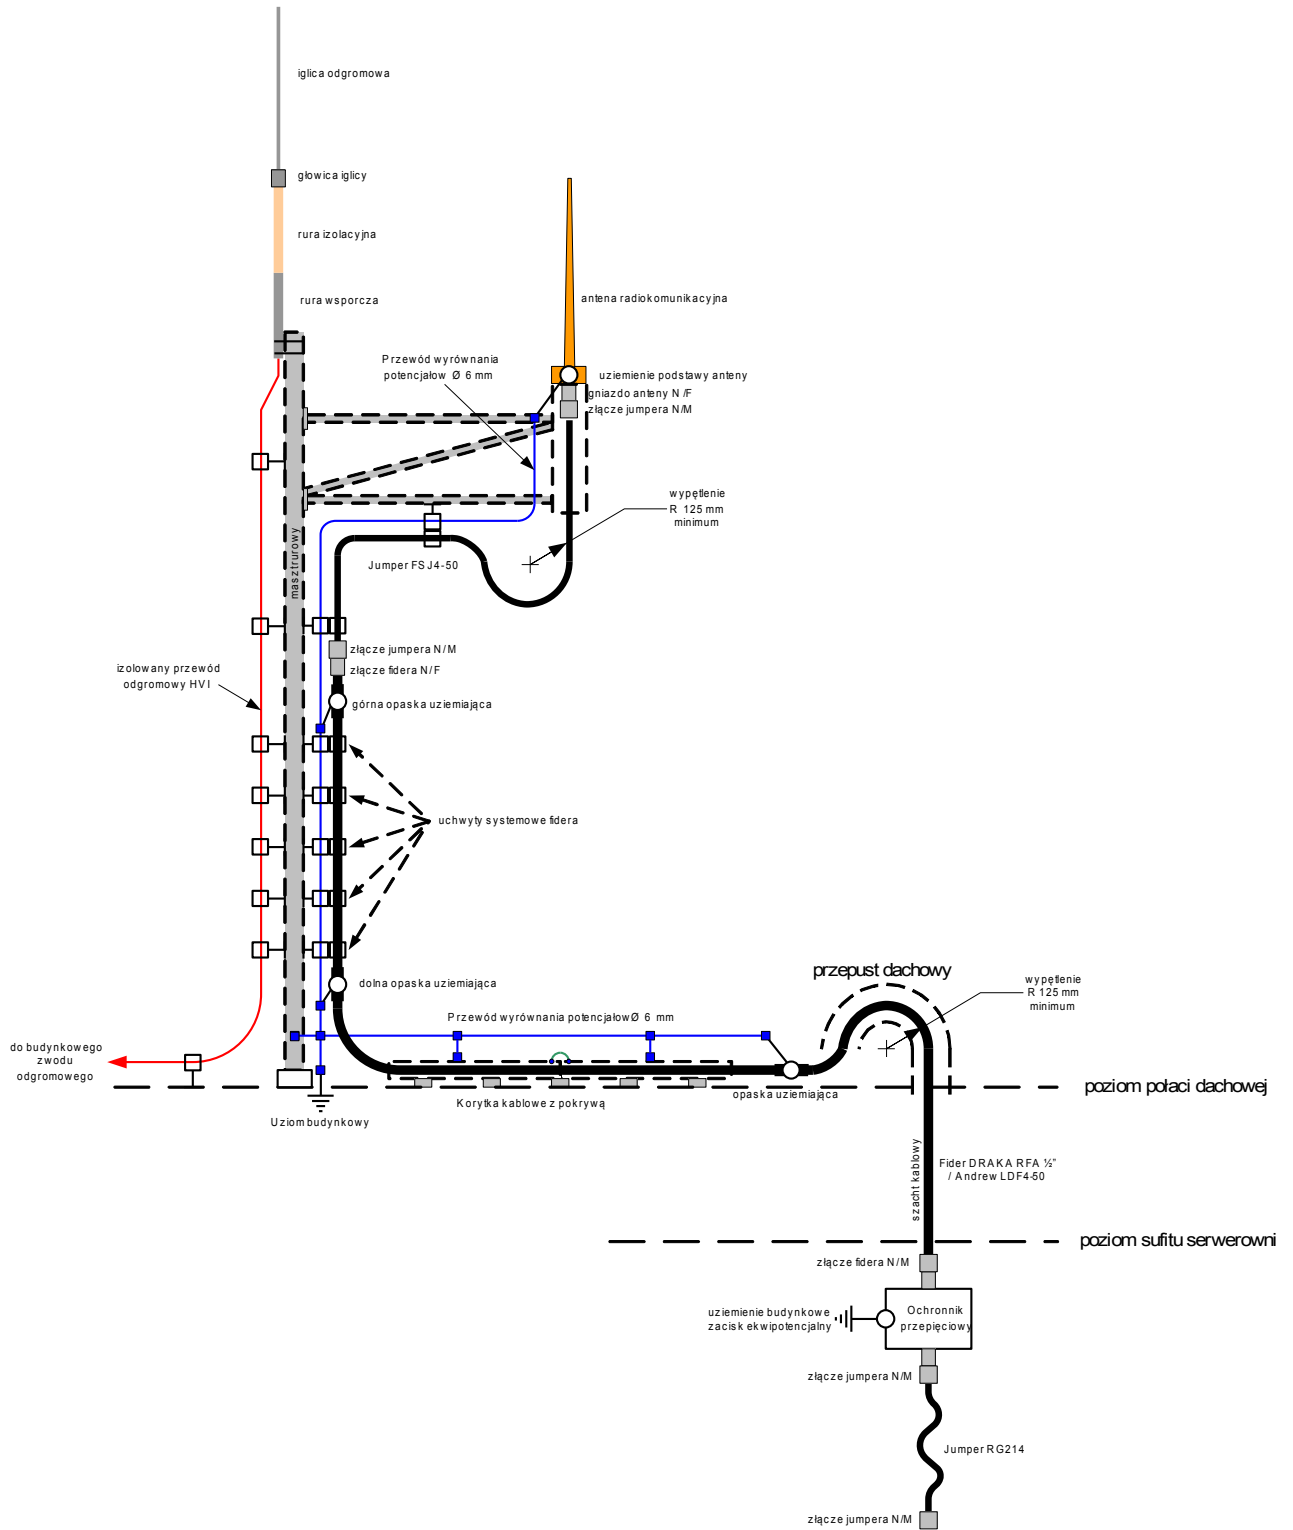 iglica odgromowa
głowica iglicy
rura izolacyjna
rura wsporcza
antena radiokomunikacyjna
Przewód wyrównania
potencjałow Ø 6 mm
uziemienie podstawy anteny
gniazdo anteny N/F
złącze jumpera N/M
wypętlenie
R 125 mm
minimum
maszt rurowy
Jumper FSJ4-50
złącze jumpera N/M
złącze fidera N/F
izolowany przewód
odgromowy HVI
górna opaska uziemiająca
uchwyty systemowe fidera
dolna opaska uziemiająca
przepust dachowy
wypętlenie
R 125 mm
minimum
Przewód wyrównania potencjałow Ø 6 mm
do budynkowego
zwodu
odgromowego
poziom połaci dachowej
opaska uziemiająca
Korytka kablowe z pokrywą
Uziom budynkowy
szacht kablowy
Fider DRAKA RFA ½"
/ Andrew LDF4-50
poziom sufitu serwerowni
złącze fidera N/M
uziemienie budynkowe
zacisk ekwipotencjalny
Ochronnik
przepięciowy
złącze jumpera N/M
Jumper RG214
złącze jumpera N/M